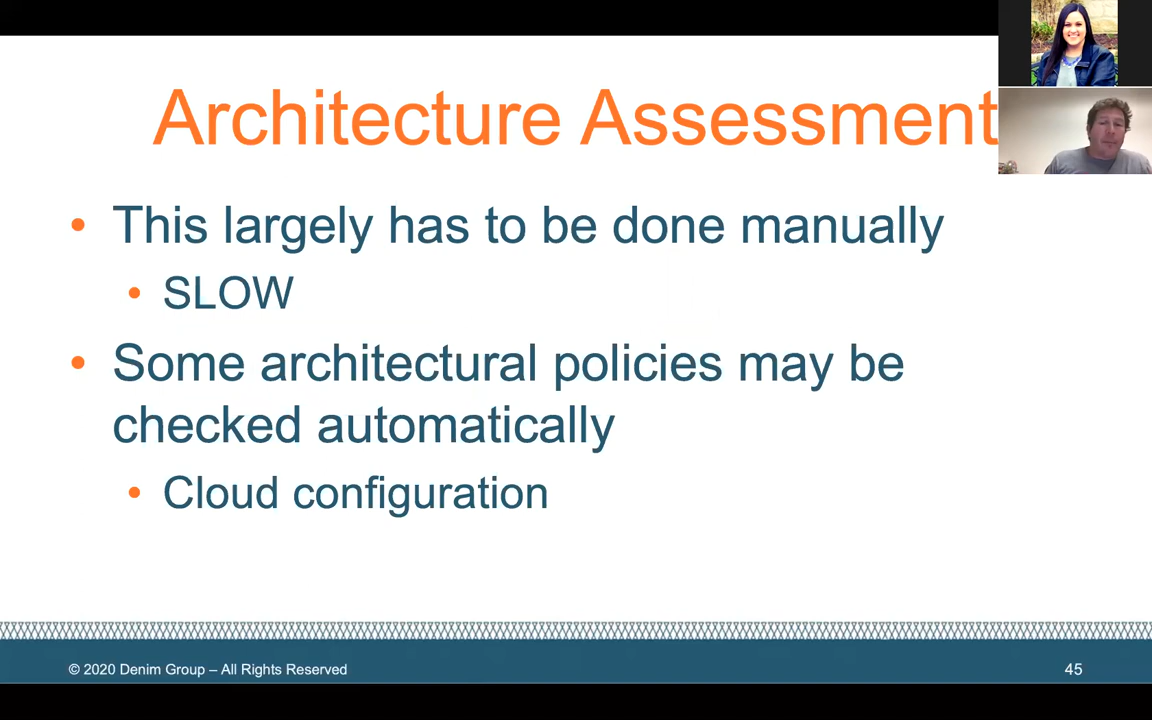 Architecture Assessment
• This largely has to be done manually
• SLOW
• Some architectural policies may be
checked automatically
• Cloud configuration
© 2020 Denim Group – All Rights Reserved
45